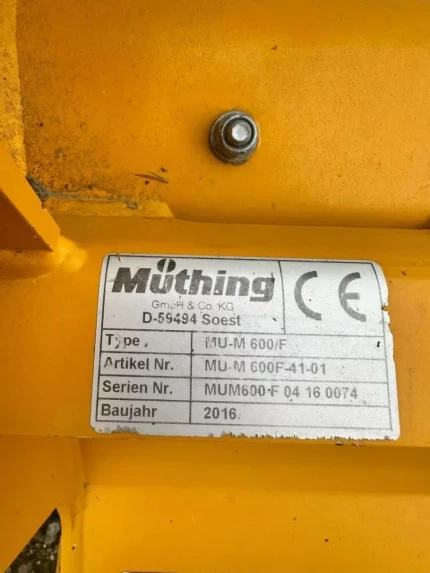 Müthing
GmbH & Co. KG
D-59494 Soest
CE
Type MU-M 600/F
Artikel Nr. MU-M 600F-41-01
Serien Nr. MUM600-F 04 16 0074
Baujahr 2016